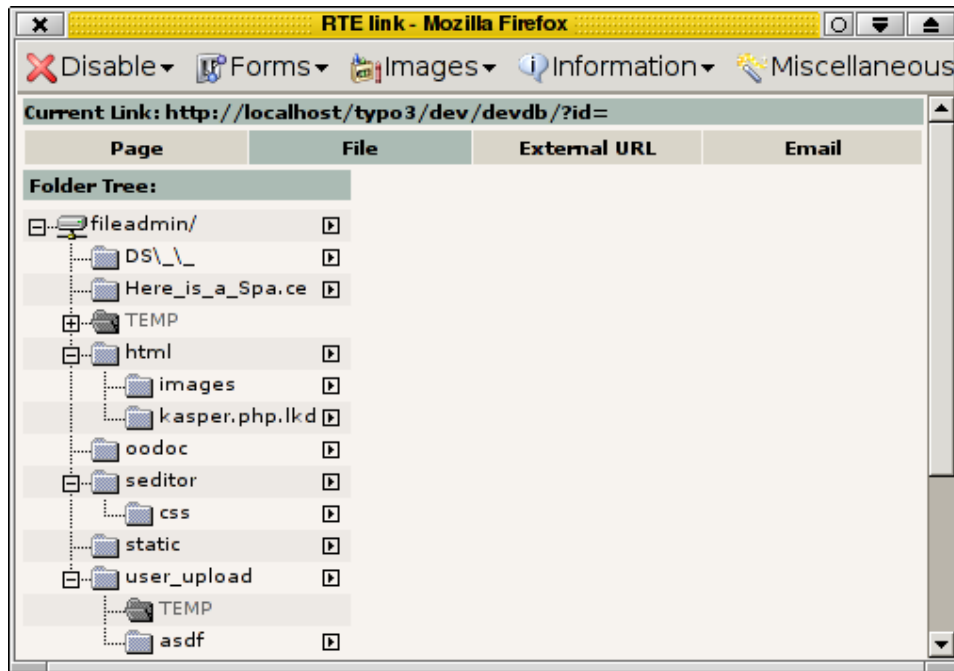 RTE link - Mozilla Firefox
Disable Forms Images Information Miscellaneous
Current Link: http://localhost/typo3/dev/devdb/?id=
Page File External URL Email
Folder Tree:
fileadmin/
DS\_\_
Here_is_a_Spa.ce
TEMP
html
images
kasper.php.lkd
oodoc
seditor
css
static
user_upload
TEMP
asdf